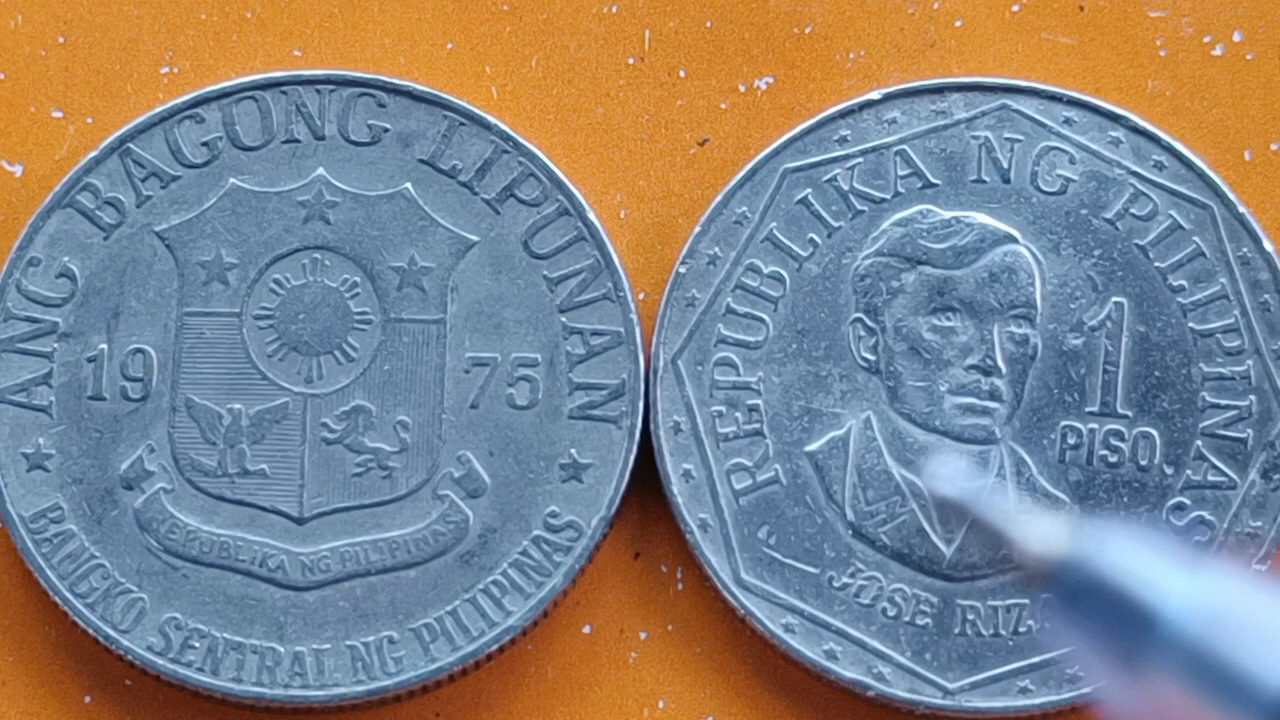 ANG BAGONG LIPUNAN
19 75
REPUBLIKA NG PILIPINAS
BANGKO SENTRAL NG PILIPINAS
REPUBLIKA NG PILIPINAS
1
PISO
JOSE